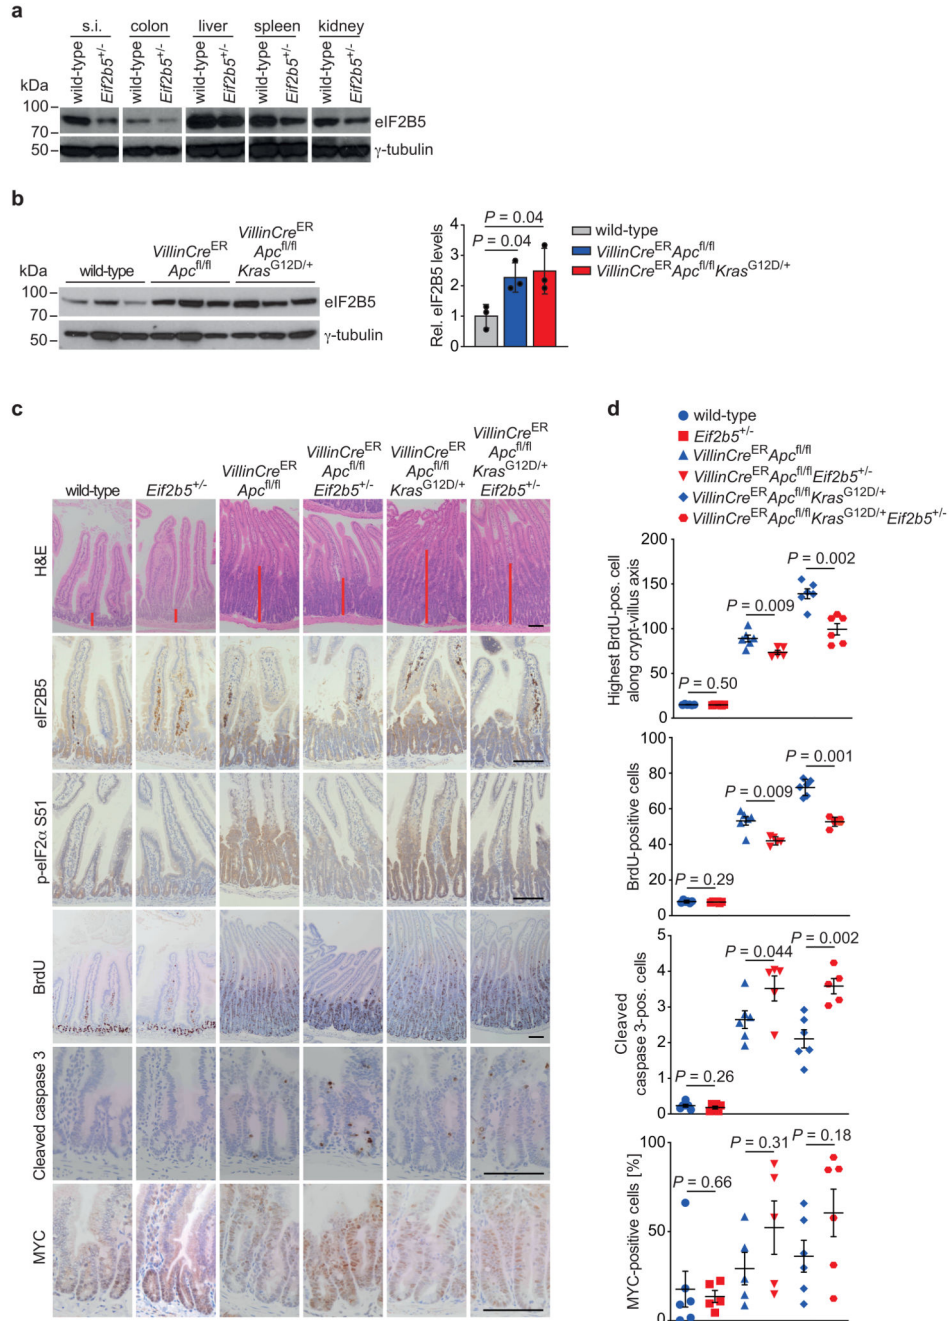 a
s.i. colon liver spleen kidney
wild-type Eif2b5+/- wild-type Eif2b5+/- wild-type Eif2b5+/- wild-type Eif2b5+/- wild-type Eif2b5+/-
kDa
100
70
eIF2B5
50
γ-tubulin
b
wild-type
VillinCreER
Apcfl/fl
VillinCreER
Apcfl/fl
KrasG12D/+
kDa
100
70
eIF2B5
50
γ-tubulin
Rel. eIF2B5 levels
4
3
2
1
0
P = 0.04
P = 0.04
wild-type
VillinCreERApcfl/fl
VillinCreERApcfl/flKrasG12D/+
c
wild-type
Eif2b5+/-
VillinCreER
Apcfl/fl
VillinCreER
Apcfl/fl
Eif2b5+/-
VillinCreER
Apcfl/fl
KrasG12D/+
VillinCreER
Apcfl/fl
KrasG12D/+
Eif2b5+/-
H&E
eIF2B5
p-eIF2α S51
BrdU
Cleaved caspase 3
MYC
d
wild-type
Eif2b5+/-
VillinCreERApcfl/fl
VillinCreERApcfl/flEif2b5+/-
VillinCreERApcfl/flKrasG12D/+
VillinCreERApcfl/flKrasG12D/+Eif2b5+/-
Highest BrdU-pos. cell
along crypt-villus axis
200
150
100
50
0
P = 0.50
P = 0.009
P = 0.002
BrdU-positive cells
100
80
60
40
20
0
P = 0.29
P = 0.009
P = 0.001
Cleaved
caspase 3-pos. cells
5
4
3
2
1
0
P = 0.26
P = 0.044
P = 0.002
MYC-positive cells [%]
100
50
0
P = 0.66
P = 0.31
P = 0.18